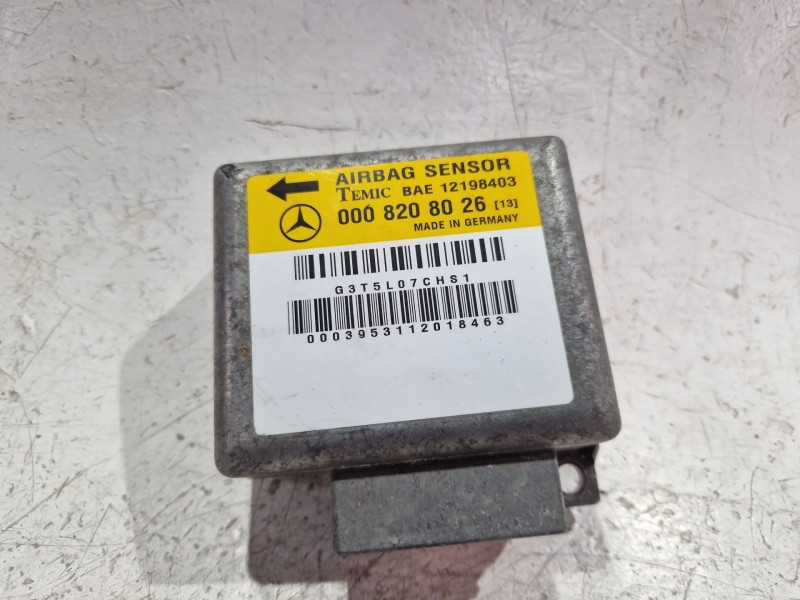 AIRBAG SENSOR
TEMIC BAE 12198403
000 820 80 26 [13]
MADE IN GERMANY
G3T5L07CHS1
0003953112018463